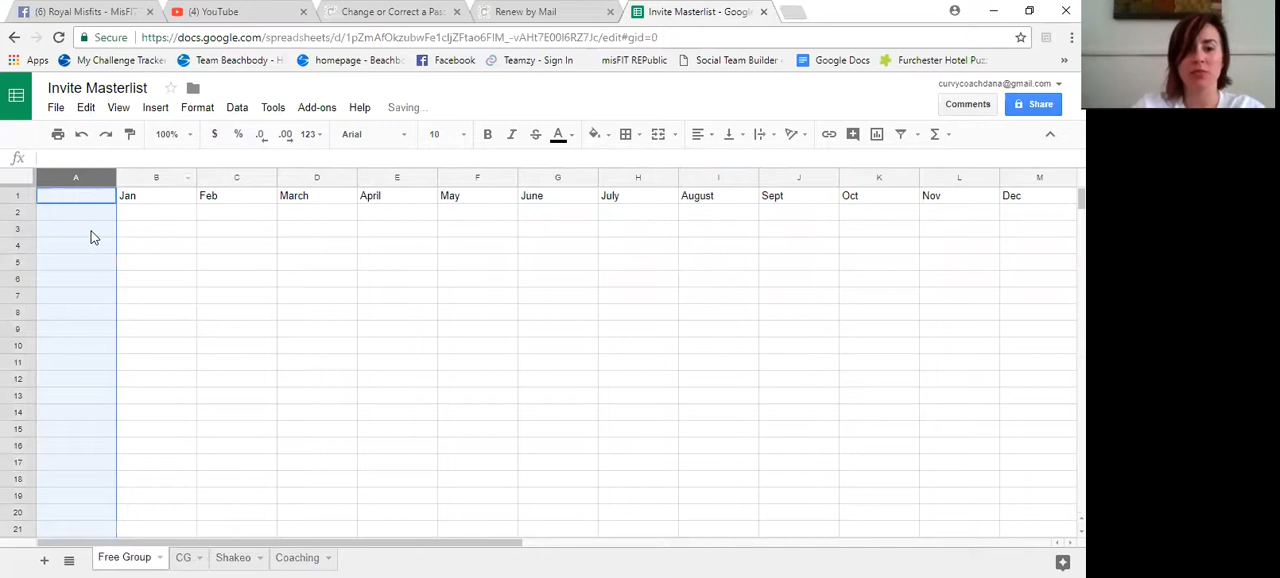 (6) Royal Misfits - MisFIT
(4) YouTube
Change or Correct a Pas
Renew by Mail
Invite Masterlist - Google
Secure
https://docs.google.com/spreadsheets/d/1pZmAfOkzubwFe1cIjZFtao6FIM_-vAHt7E00I6RZ7Jc/edit#gid=0
Apps My Challenge Tracke Team Beachbody - H homepage - Beachb Facebook Teamzy - Sign In misFIT REPublic Social Team Builder Google Docs Furchester Hotel Puz »
Invite Masterlist
curvycoachdana@gmail.com
File Edit View Insert Format Data Tools Add-ons Help Saving...
Comments Share
100% $ % .0 .00 123 Arial 10 B I S A Σ
fx
A B C D E F G H I J K L M
1 Jan Feb March April May June July August Sept Oct Nov Dec
2
3
4
5
6
7
8
9
10
11
12
13
14
15
16
17
18
19
20
21
+ Free Group CG Shakeo Coaching